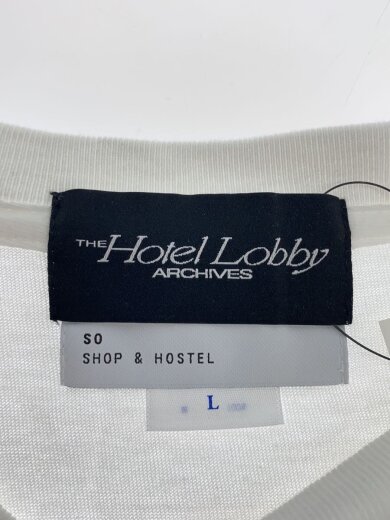 THE Hotel Lobby
ARCHIVES
SO
SHOP & HOSTEL
L